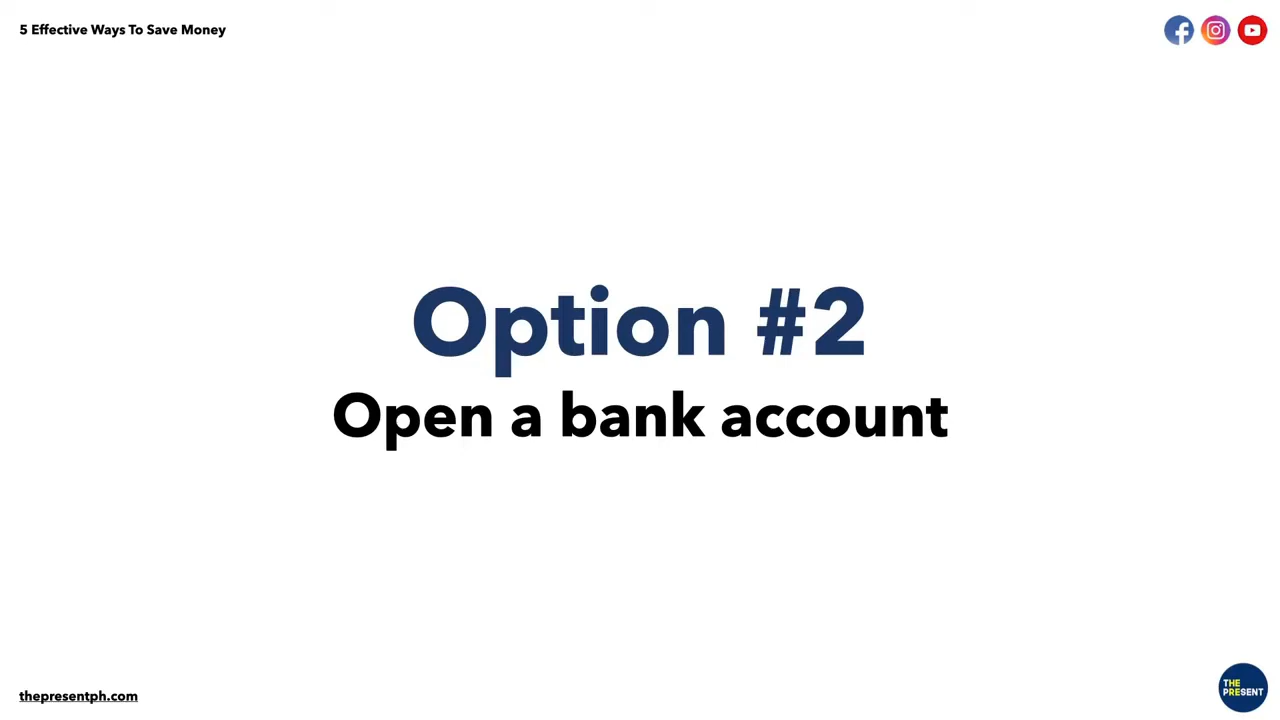 5 Effective Ways To Save Money
Option #2
Open a bank account
thepresentph.com
THE
PRESENT